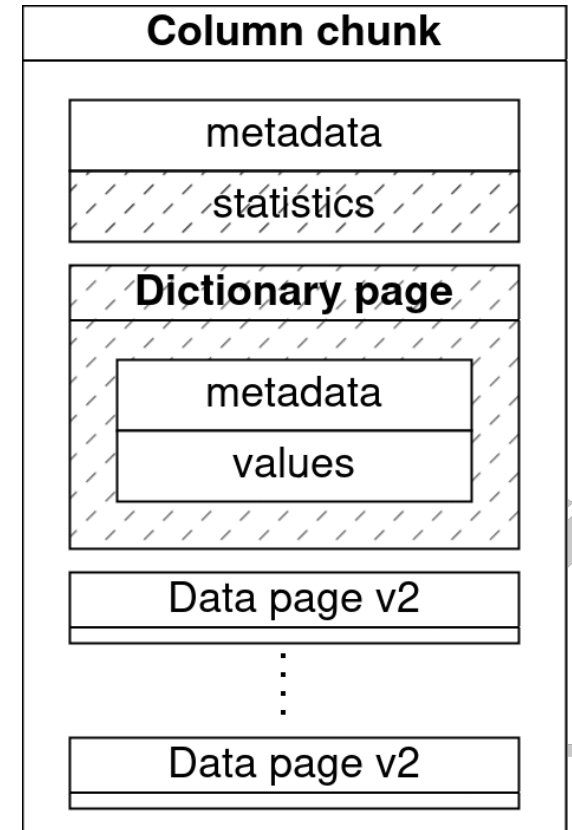 Column chunk
metadata
statistics
Dictionary page
metadata
values
Data page v2
Data page v2